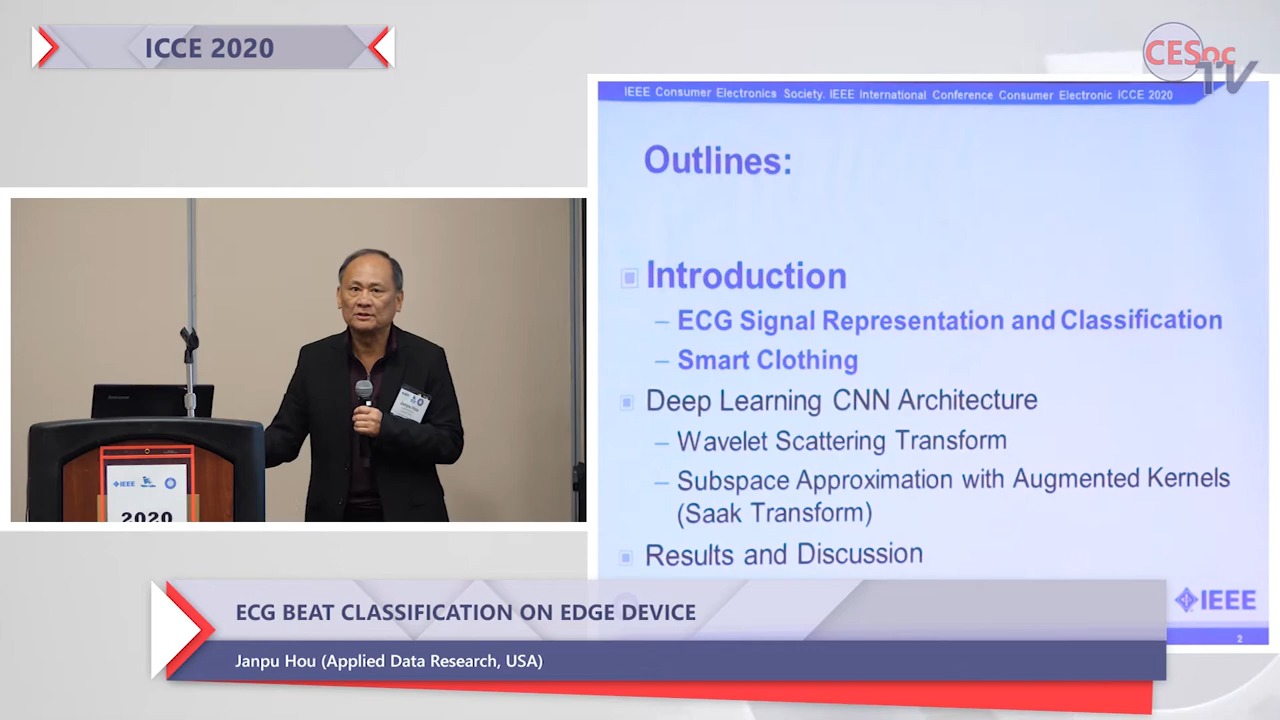 ICCE 2020
CESoc
TV
IEEE Consumer Electronics Society. IEEE International Conference Consumer Electronic ICCE 2020
Outlines:
Introduction
– ECG Signal Representation and Classification
– Smart Clothing
Deep Learning CNN Architecture
– Wavelet Scattering Transform
– Subspace Approximation with Augmented Kernels
(Saak Transform)
Results and Discussion
IEEE
2
IEEE
2020
ECG BEAT CLASSIFICATION ON EDGE DEVICE
Janpu Hou (Applied Data Research, USA)